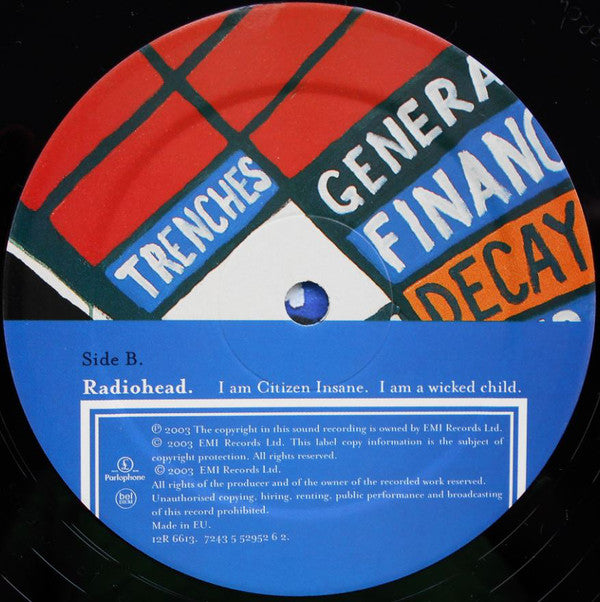 TRENCHES
GENERA
FINANC
DECAY
Side B.
Radiohead. I am Citizen Insane. I am a wicked child.
℗ 2003 The copyright in this sound recording is owned by EMI Records Ltd.
© 2003 EMI Records Ltd. This label copy information is the subject of
copyright protection. All rights reserved.
© 2003 EMI Records Ltd.
All rights of the producer and of the owner of the recorded work reserved.
Unauthorised copying, hiring, renting, public performance and broadcasting
of this record prohibited.
Made in EU.
12R 6613. 7243 5 52952 6 2.
Parlophone
bel